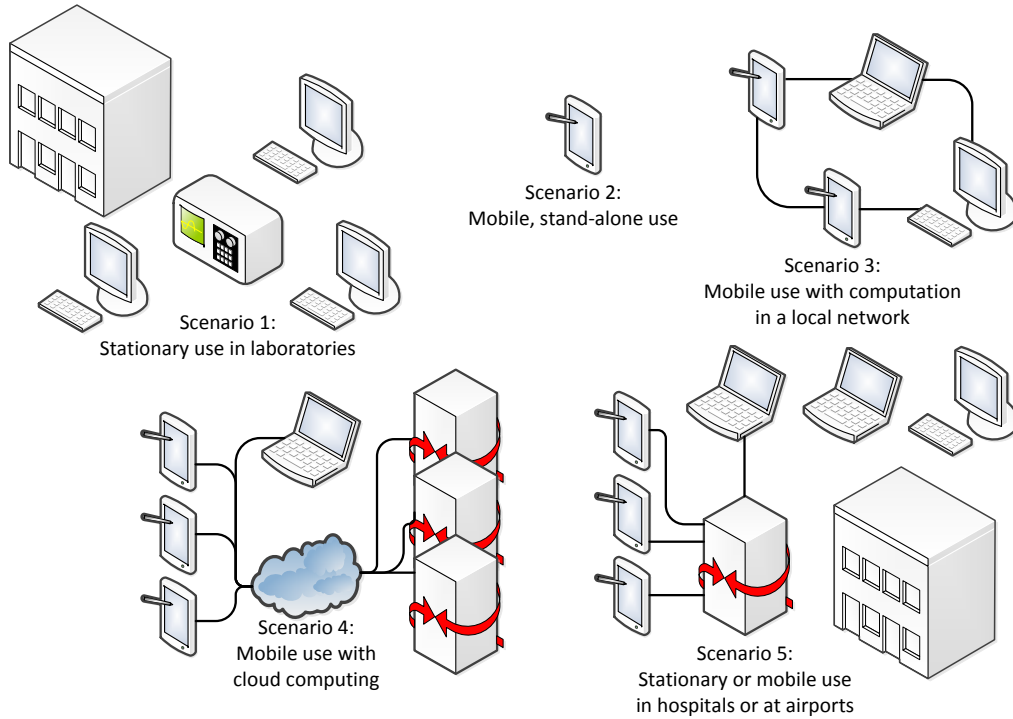 Scenario 1:
Stationary use in laboratories
Scenario 2:
Mobile, stand-alone use
Scenario 3:
Mobile use with computation
in a local network
Scenario 4:
Mobile use with
cloud computing
Scenario 5:
Stationary or mobile use
in hospitals or at airports